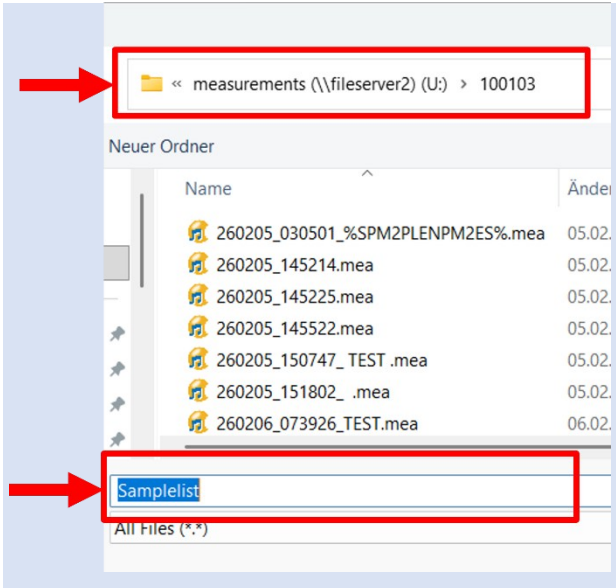 « measurements (\\fileserver2) (U:) > 100103
Neuer Ordner
Name Änder
260205_030501_%SPM2PLENPM2ES%.mea 05.02.
260205_145214.mea 05.02.
260205_145225.mea 05.02.
260205_145522.mea 05.02.
260205_150747_ TEST .mea 05.02.
260205_151802_ .mea 05.02.
260206_073926_TEST.mea 06.02.
Samplelist
All Files (*.*)